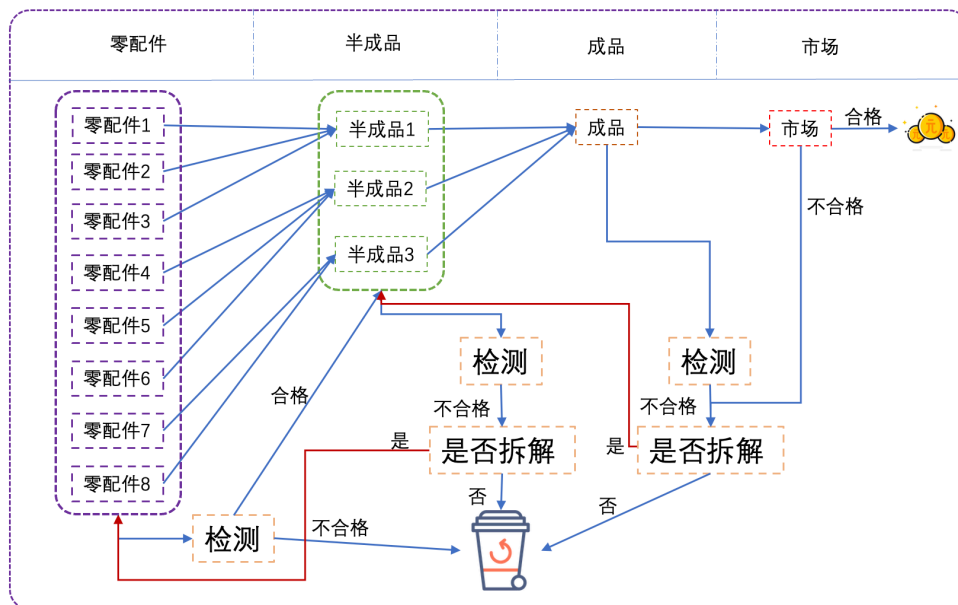 零配件
半成品
成品
市场
零配件1
零配件2
零配件3
零配件4
零配件5
零配件6
零配件7
零配件8
半成品1
半成品2
半成品3
成品
市场
合格
元
不合格
检测
检测
合格
不合格
不合格
是
是否拆解
是
是否拆解
否
否
检测
不合格